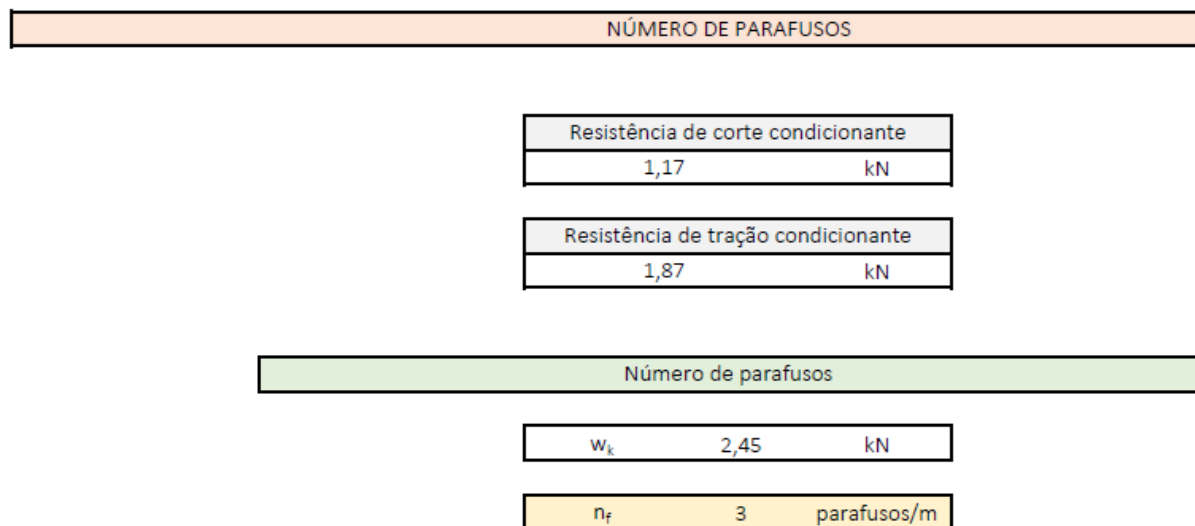 NÚMERO DE PARAFUSOS
Resistência de corte condicionante
1,17 kN
Resistência de tração condicionante
1,87 kN
Número de parafusos
wk 2,45 kN
nf 3 parafusos/m